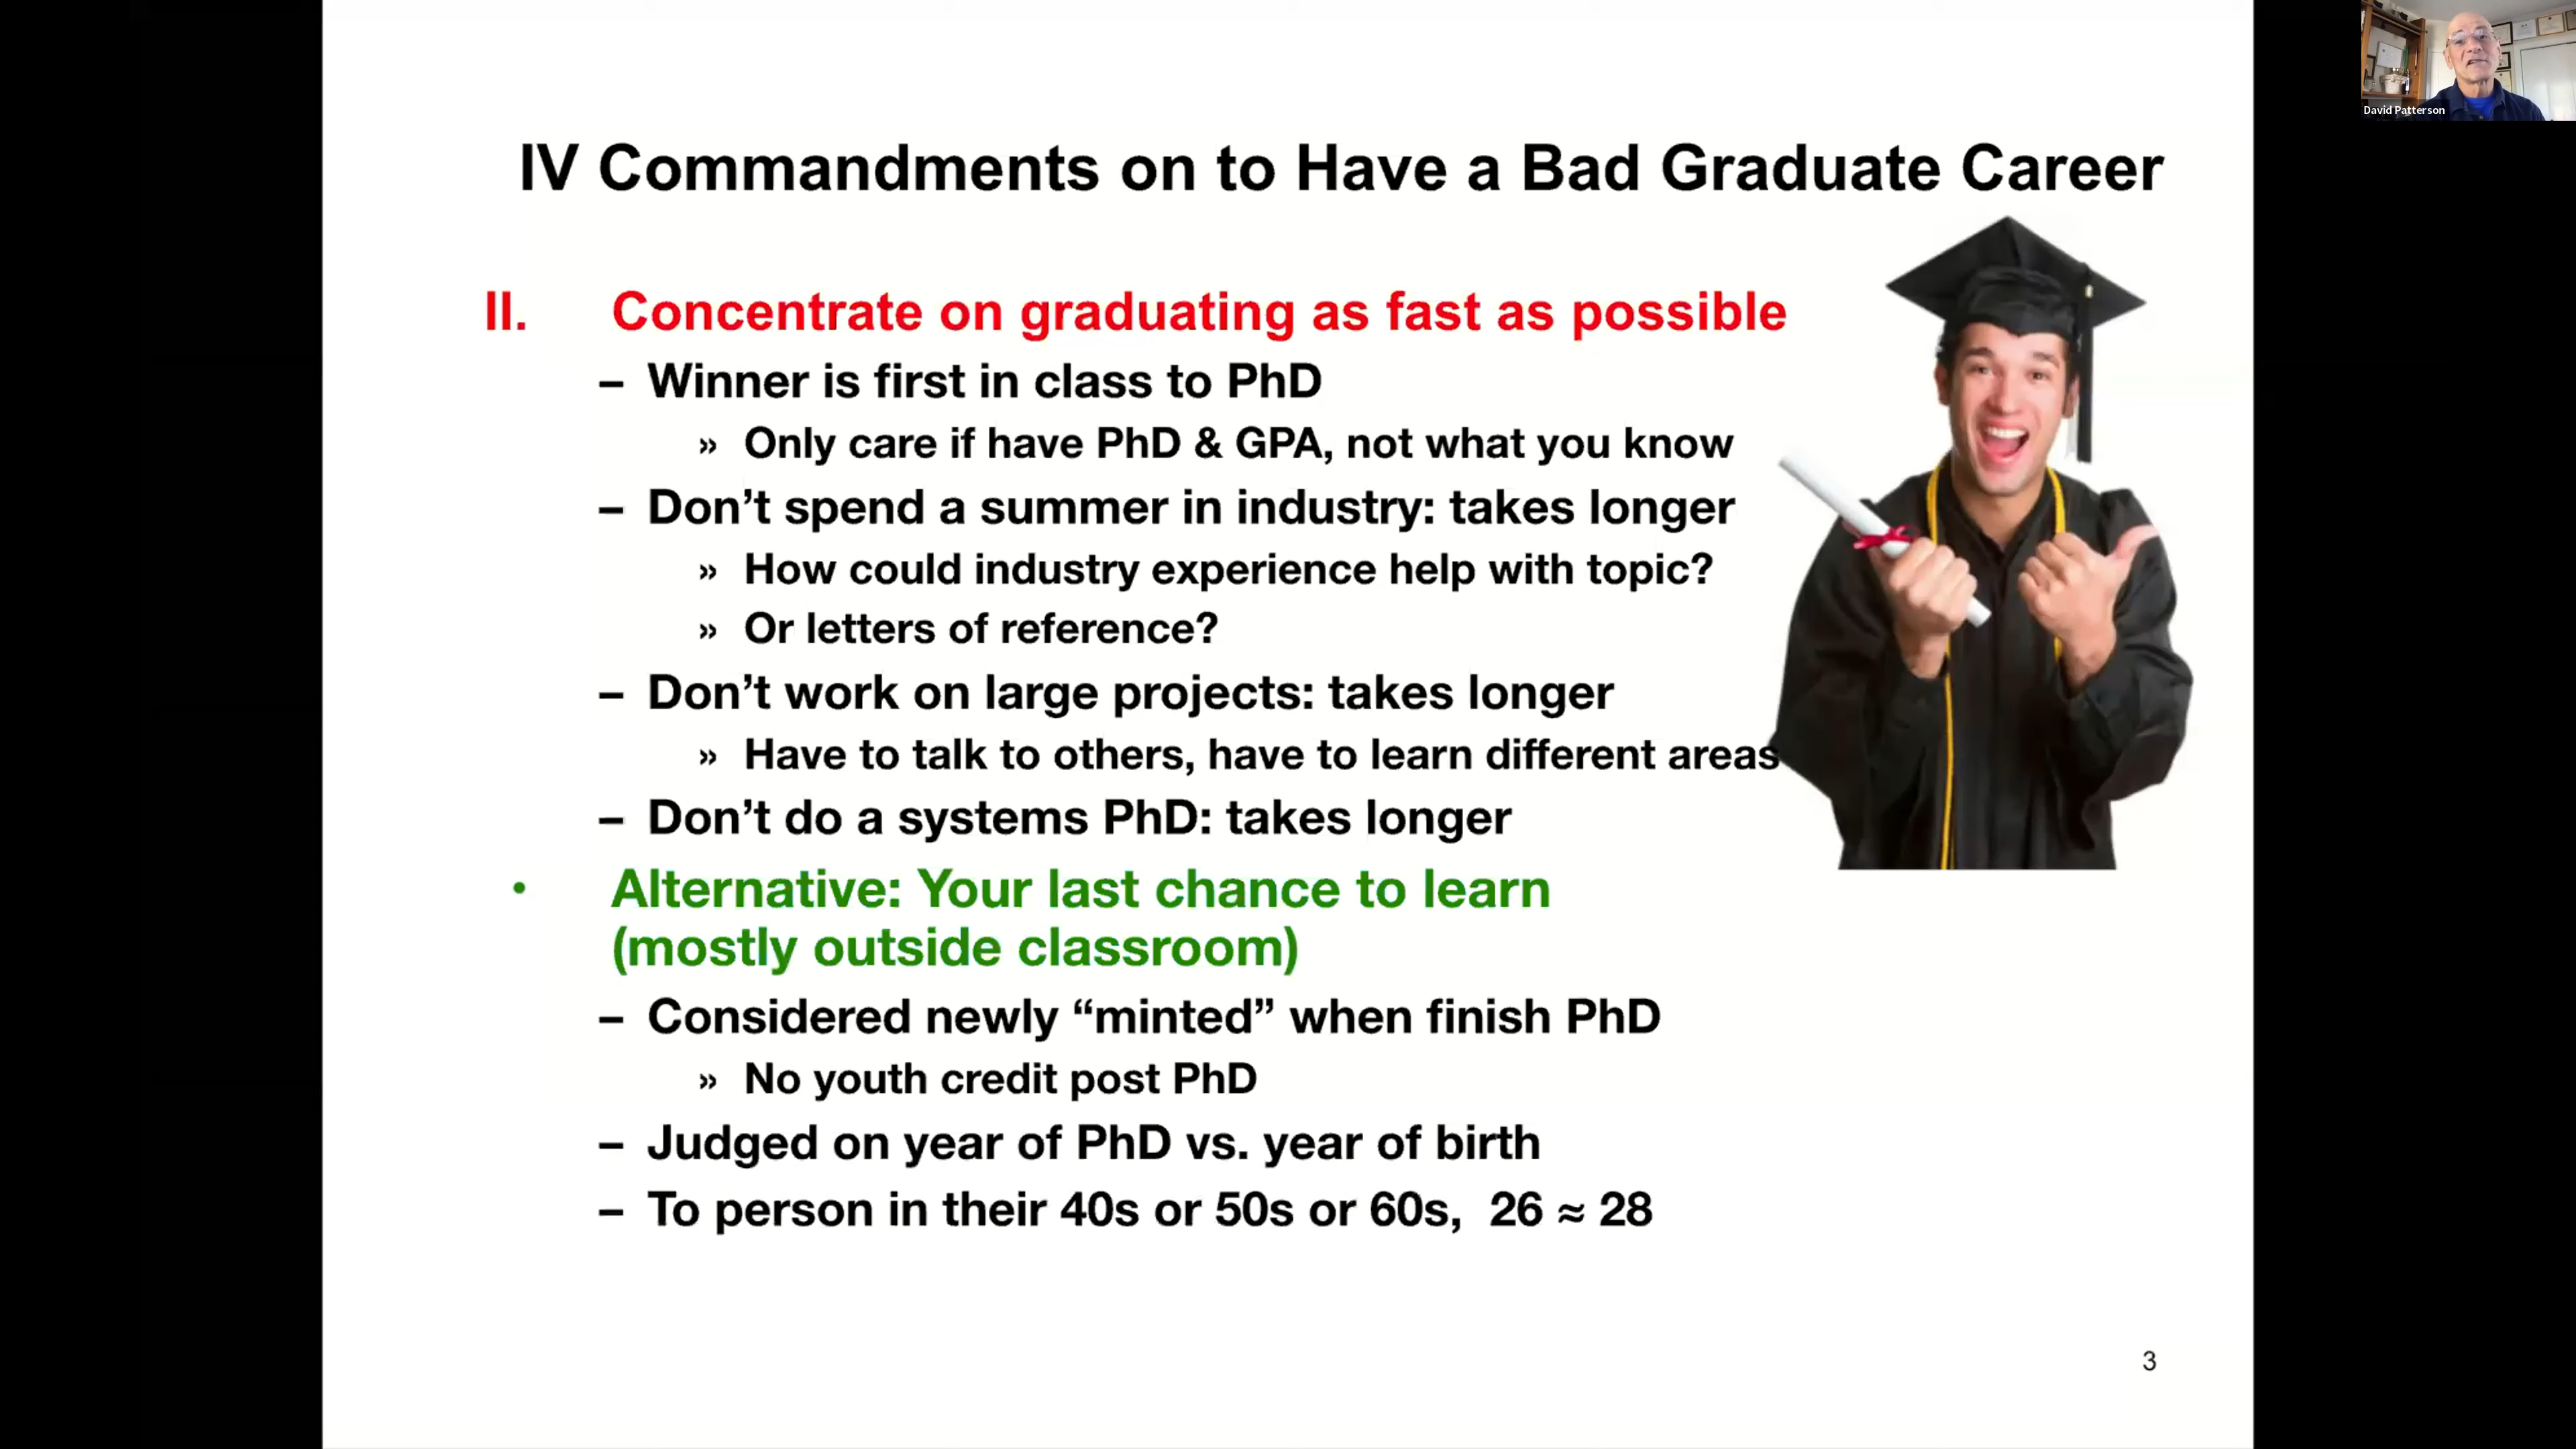 David Patterson
IV Commandments on to Have a Bad Graduate Career
II. Concentrate on graduating as fast as possible
– Winner is first in class to PhD
» Only care if have PhD & GPA, not what you know
– Don’t spend a summer in industry: takes longer
» How could industry experience help with topic?
» Or letters of reference?
– Don’t work on large projects: takes longer
» Have to talk to others, have to learn different areas
– Don’t do a systems PhD: takes longer
• Alternative: Your last chance to learn
(mostly outside classroom)
– Considered newly “minted” when finish PhD
» No youth credit post PhD
– Judged on year of PhD vs. year of birth
– To person in their 40s or 50s or 60s, 26 ≈ 28
3